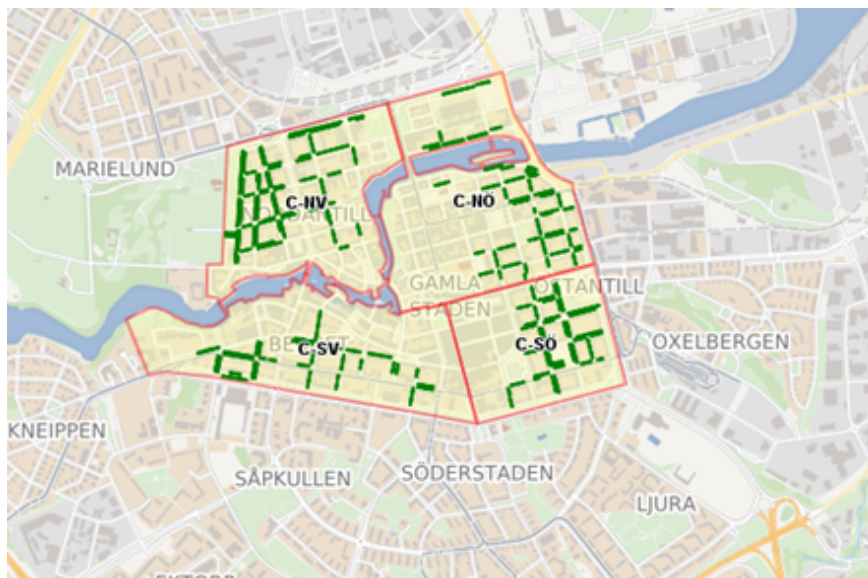 MARIELUND
C-NV
C-NÖ
GAMLA
STADEN
C-SV
C-SÖ
OXELBERGEN
KNEIPPEN
SÅPKULLEN
SÖDERSTADEN
LJURA